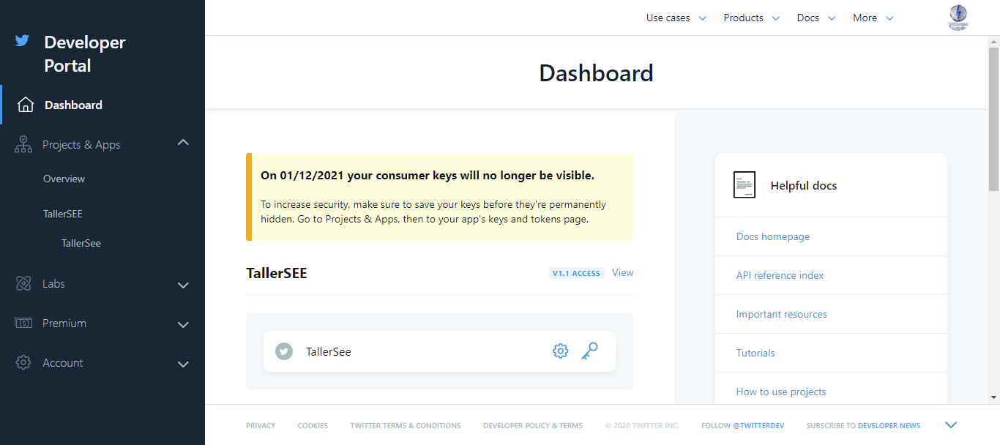 Developer
Portal
Dashboard
Projects & Apps
Overview
TallerSEE
TallerSee
Labs
Premium
Account
Use cases
Products
Docs
More
Dashboard
On 01/12/2021 your consumer keys will no longer be visible.
To increase security, make sure to save your keys before they're permanently
hidden. Go to Projects & Apps, then to your app's keys and tokens page.
TallerSEE
V1.1 ACCESS
View
TallerSee
Helpful docs
Docs homepage
API reference index
Important resources
Tutorials
How to use projects
PRIVACY
COOKIES
TWITTER TERMS & CONDITIONS
DEVELOPER POLICY & TERMS
© 2020 TWITTER INC.
FOLLOW @TWITTERDEV
SUBSCRIBE TO DEVELOPER NEWS